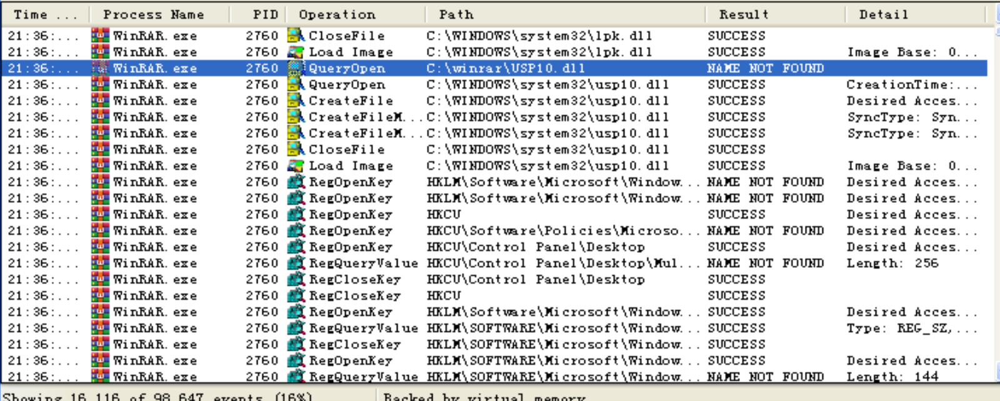 Time ... Process Name PID Operation Path Result Detail
21:36:... WinRAR.exe 2760 CloseFile C:\WINDOWS\system32\lpk.dll SUCCESS
21:36:... WinRAR.exe 2760 Load Image C:\WINDOWS\system32\lpk.dll SUCCESS Image Base: 0...
21:36:... WinRAR.exe 2760 QueryOpen C:\winrar\USP10.dll NAME NOT FOUND
21:36:... WinRAR.exe 2760 QueryOpen C:\WINDOWS\system32\usp10.dll SUCCESS CreationTime:...
21:36:... WinRAR.exe 2760 CreateFile C:\WINDOWS\system32\usp10.dll SUCCESS Desired Acces...
21:36:... WinRAR.exe 2760 CreateFileM... C:\WINDOWS\system32\usp10.dll SUCCESS SyncType: Syn...
21:36:... WinRAR.exe 2760 CreateFileM... C:\WINDOWS\system32\usp10.dll SUCCESS SyncType: Syn...
21:36:... WinRAR.exe 2760 CloseFile C:\WINDOWS\system32\usp10.dll SUCCESS
21:36:... WinRAR.exe 2760 Load Image C:\WINDOWS\system32\usp10.dll SUCCESS Image Base: 0...
21:36:... WinRAR.exe 2760 RegOpenKey HKLM\Software\Microsoft\Window... NAME NOT FOUND Desired Acces...
21:36:... WinRAR.exe 2760 RegOpenKey HKLM\Software\Microsoft\Window... NAME NOT FOUND Desired Acces...
21:36:... WinRAR.exe 2760 RegOpenKey HKCU SUCCESS Desired Acces...
21:36:... WinRAR.exe 2760 RegOpenKey HKCU\Software\Policies\Microso... NAME NOT FOUND Desired Acces...
21:36:... WinRAR.exe 2760 RegOpenKey HKCU\Control Panel\Desktop SUCCESS Desired Acces...
21:36:... WinRAR.exe 2760 RegQueryValue HKCU\Control Panel\Desktop\Mul... NAME NOT FOUND Length: 256
21:36:... WinRAR.exe 2760 RegCloseKey HKCU\Control Panel\Desktop SUCCESS
21:36:... WinRAR.exe 2760 RegCloseKey HKCU SUCCESS
21:36:... WinRAR.exe 2760 RegOpenKey HKLM\Software\Microsoft\Window... SUCCESS Desired Acces...
21:36:... WinRAR.exe 2760 RegQueryValue HKLM\SOFTWARE\Microsoft\Window... SUCCESS Type: REG_SZ,...
21:36:... WinRAR.exe 2760 RegCloseKey HKLM\SOFTWARE\Microsoft\Window... SUCCESS
21:36:... WinRAR.exe 2760 RegOpenKey HKLM\SOFTWARE\Microsoft\Window... SUCCESS Desired Acces...
21:36:... WinRAR.exe 2760 RegQueryValue HKLM\SOFTWARE\Microsoft\Window... NAME NOT FOUND Length: 144
Showing 16,116 of 98,647 events (16%) Backed by virtual memory